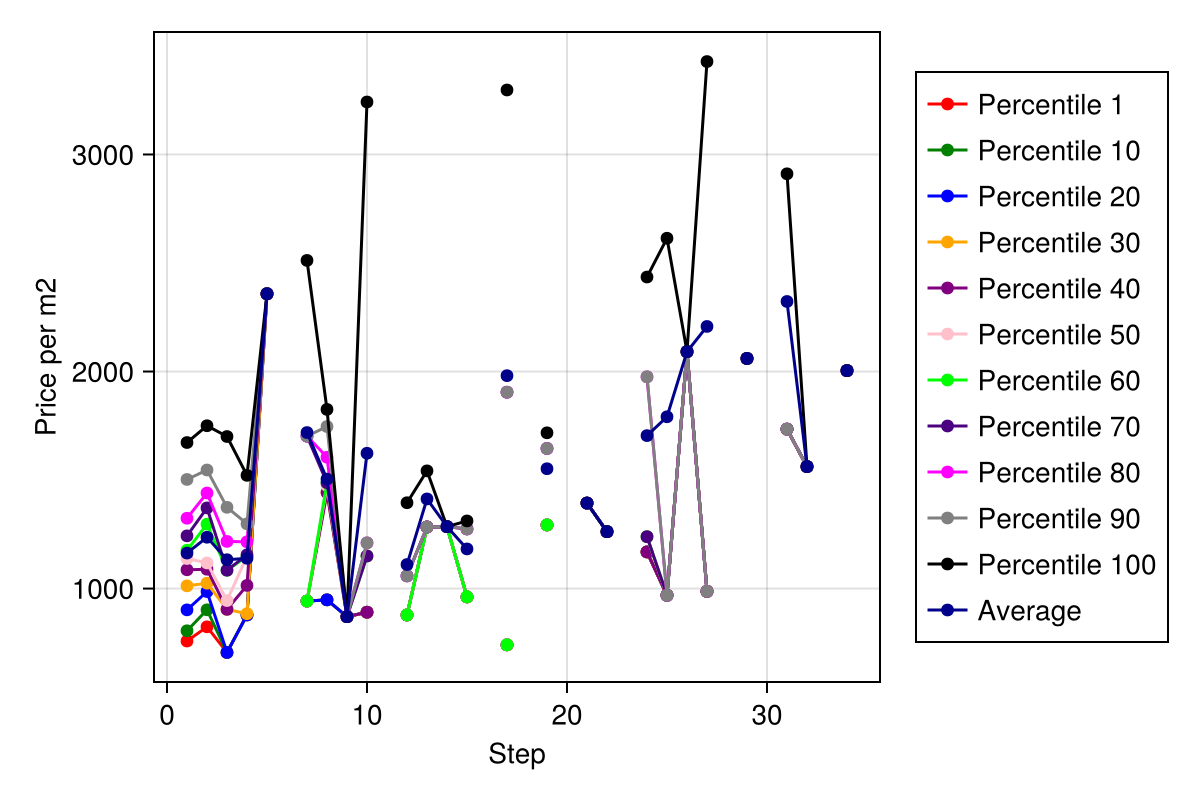 Price per m2
3000
2000
1000
0
10
20
30
Step
Percentile 1
Percentile 10
Percentile 20
Percentile 30
Percentile 40
Percentile 50
Percentile 60
Percentile 70
Percentile 80
Percentile 90
Percentile 100
Average